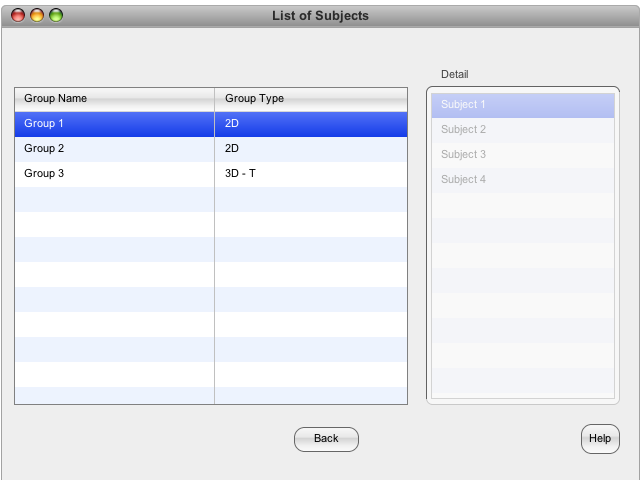 List of Subjects
Detail
Group Name Group Type
Group 1 2D
Group 2 2D
Group 3 3D - T
Subject 1
Subject 2
Subject 3
Subject 4
Back
Help